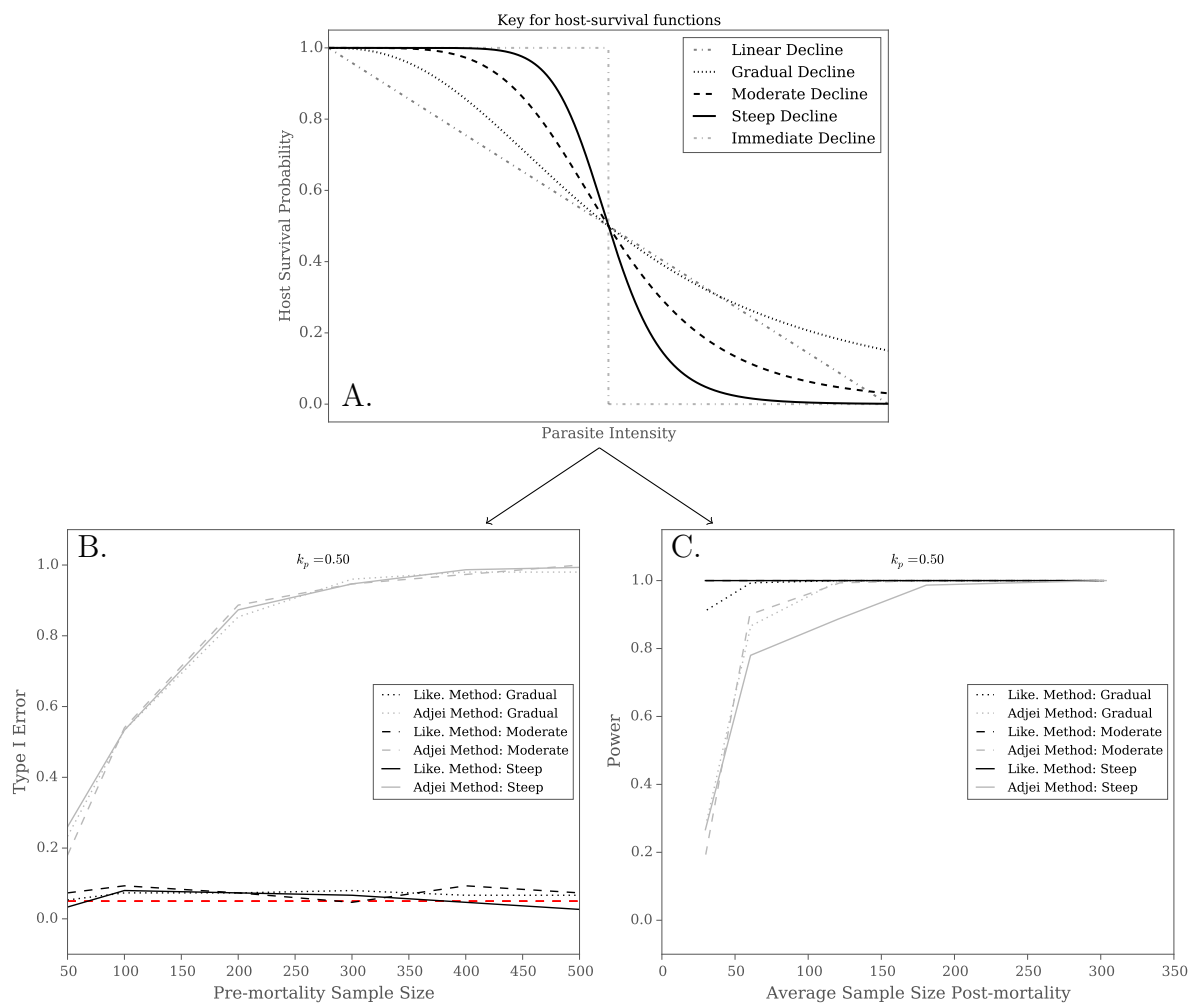 Key for host-survival functions
1.0
0.8
0.6
0.4
0.2
0.0
Host Survival Probability
Linear Decline
Gradual Decline
Moderate Decline
Steep Decline
Immediate Decline
A.
Parasite Intensity
B.
k_p = 0.50
1.0
0.8
0.6
0.4
0.2
0.0
Type I Error
Like. Method: Gradual
Adjei Method: Gradual
Like. Method: Moderate
Adjei Method: Moderate
Like. Method: Steep
Adjei Method: Steep
50 100 150 200 250 300 350 400 450 500
Pre-mortality Sample Size
C.
k_p = 0.50
1.0
0.8
0.6
0.4
0.2
0.0
Power
Like. Method: Gradual
Adjei Method: Gradual
Like. Method: Moderate
Adjei Method: Moderate
Like. Method: Steep
Adjei Method: Steep
0 50 100 150 200 250 300 350
Average Sample Size Post-mortality